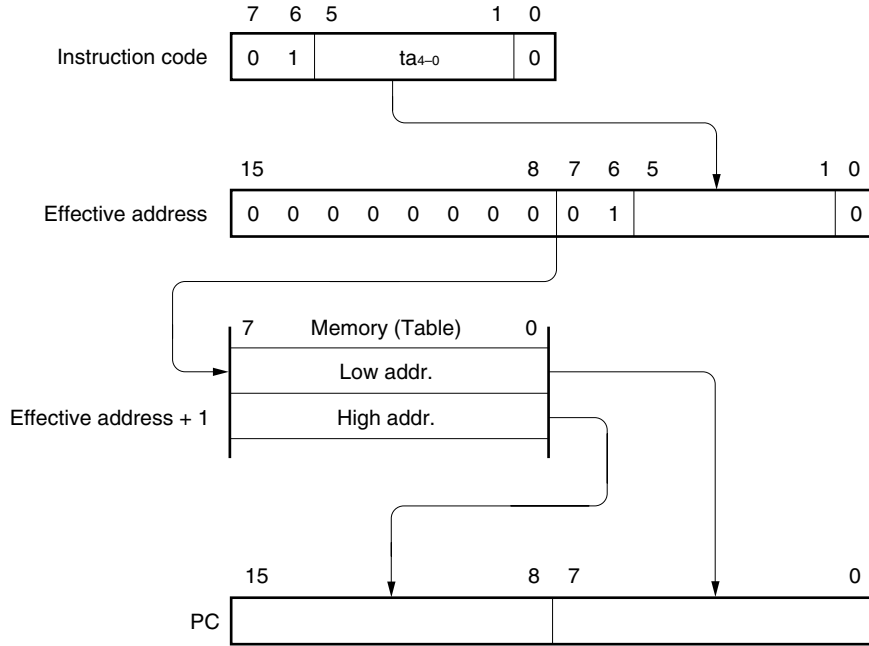 7 6 5 1 0
Instruction code 0 1 ta4–0 0
15 8 7 6 5 1 0
Effective address 0 0 0 0 0 0 0 0 0 1 0
7 Memory (Table) 0
Low addr.
Effective address + 1 High addr.
15 8 7 0
PC